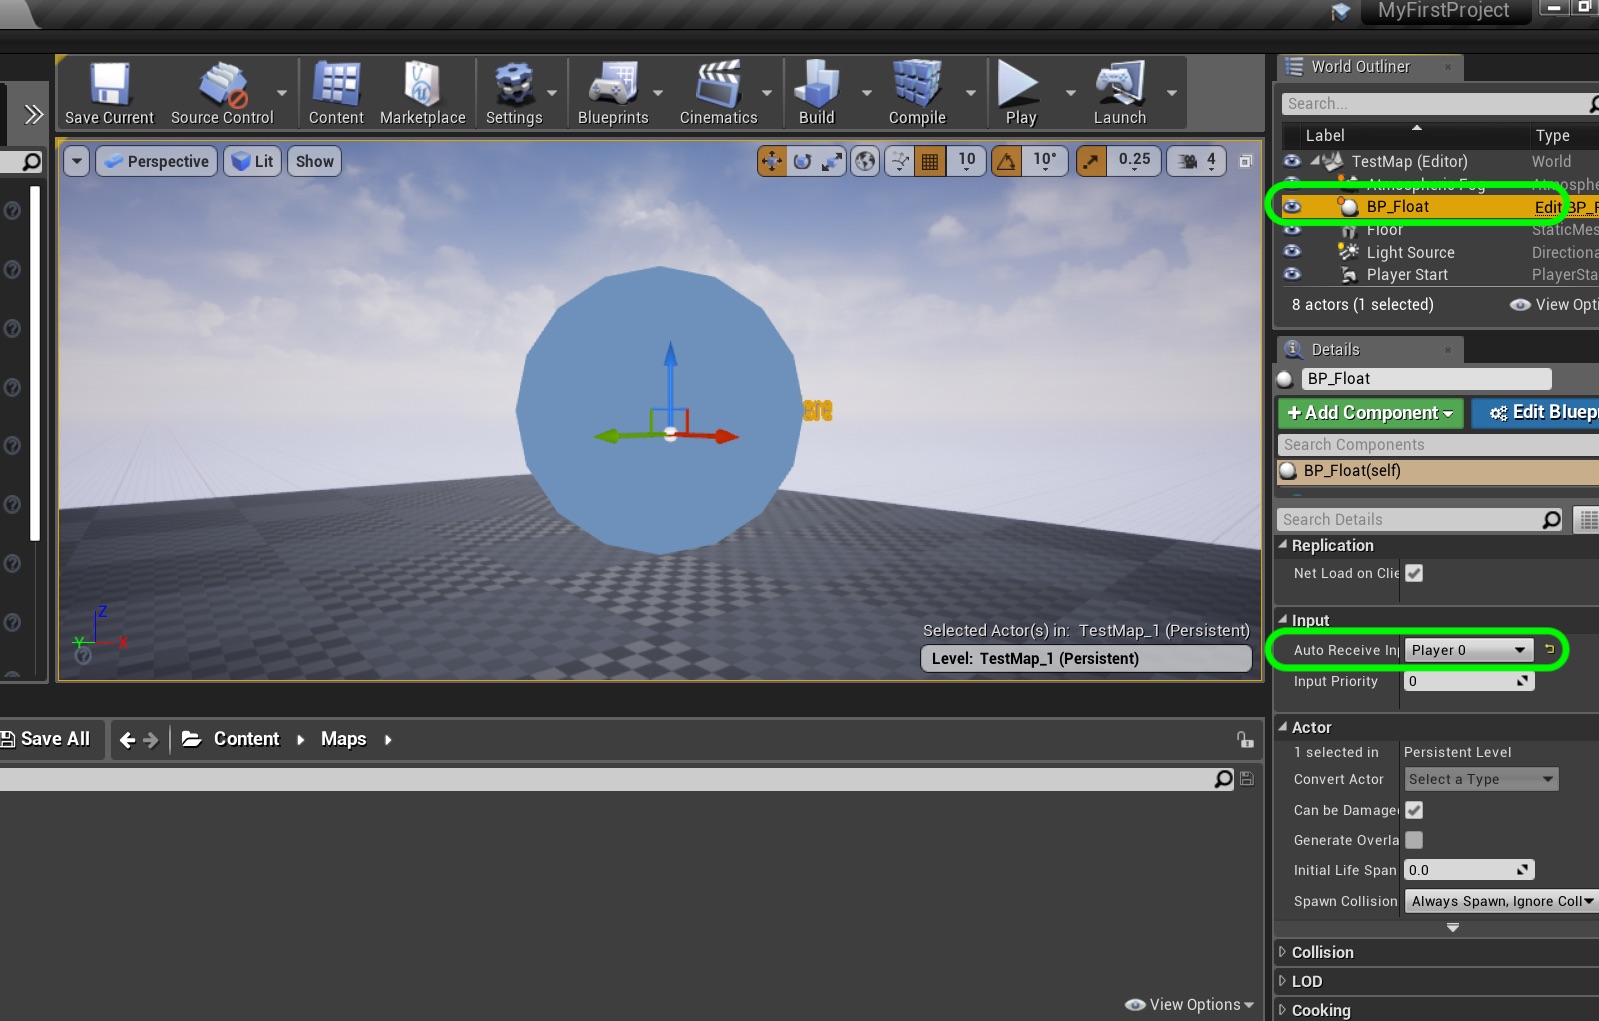 MyFirstProject
Save Current
Source Control
Content
Marketplace
Settings
Blueprints
Cinematics
Build
Compile
Play
Launch
Perspective
Lit
Show
10
10°
0.25
4
ere
Z
Y
X
Selected Actor(s) in: TestMap_1 (Persistent)
Level: TestMap_1 (Persistent)
Save All
Content
Maps
View Options
World Outliner
Search...
Label Type
TestMap (Editor) World
Atmospheric Fog Atmosphe
BP_Float Edit BP_F
Floor StaticMes
Light Source Directiona
Player Start PlayerSta
8 actors (1 selected) View Opti
Details
BP_Float
+Add Component Edit Bluep
Search Components
BP_Float(self)
Search Details
Replication
Net Load on Clie
Input
Auto Receive In Player 0
Input Priority 0
Actor
1 selected in Persistent Level
Convert Actor Select a Type
Can be Damage
Generate Overla
Initial Life Span 0.0
Spawn Collision Always Spawn, Ignore Coll
Collision
LOD
Cooking